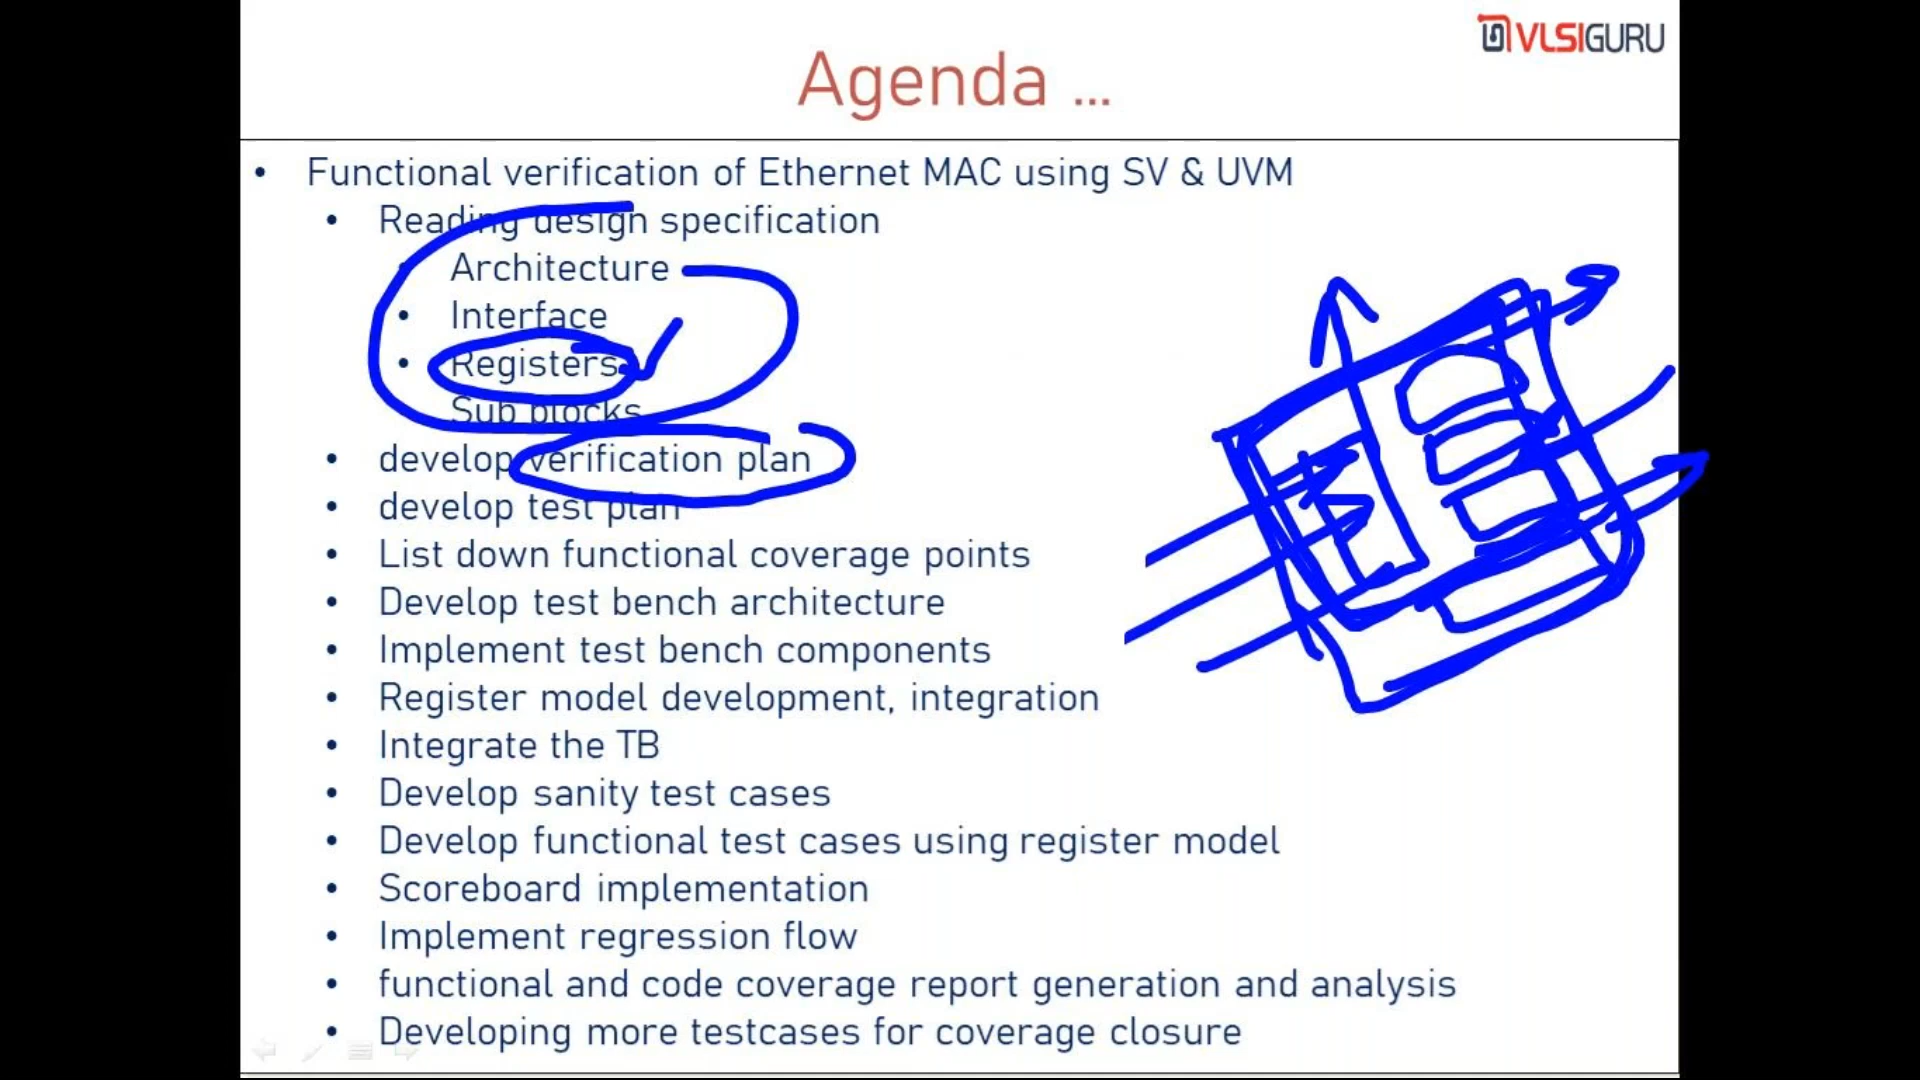 VLSIGURU
Agenda ...
• Functional verification of Ethernet MAC using SV & UVM
• Reading design specification
• Architecture
• Interface
• Registers
Sub blocks
• develop verification plan
• develop test plan
• List down functional coverage points
• Develop test bench architecture
• Implement test bench components
• Register model development, integration
• Integrate the TB
• Develop sanity test cases
• Develop functional test cases using register model
• Scoreboard implementation
• Implement regression flow
• functional and code coverage report generation and analysis
• Developing more testcases for coverage closure